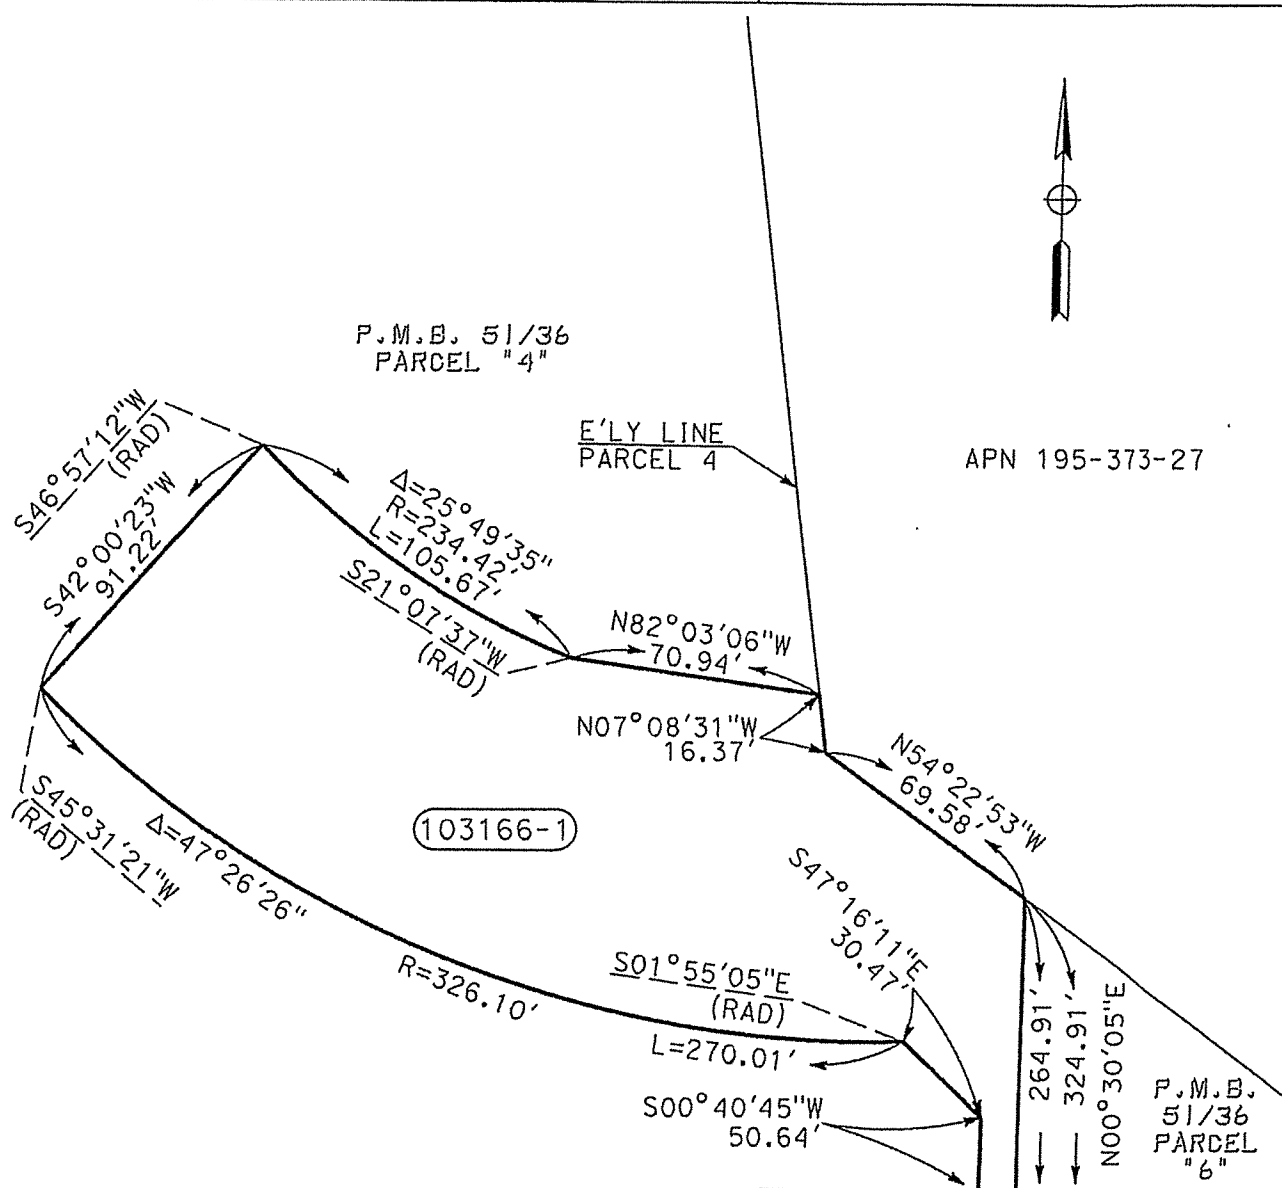 P.M.B. 51/36
PARCEL "4"
E'LY LINE
PARCEL 4
APN 195-373-27
S46°57'12"W
(RAD)
S42°00'23"W
91.22'
Δ=25°49'35"
R=234.42'
L=105.67'
S21°07'37"W
(RAD)
N82°03'06"W
70.94'
N07°08'31"W
16.37'
N54°22'53"W
69.58'
S45°31'21"W
(RAD)
Δ=47°26'26"
103166-1
R=326.10'
S47°16'11"E
30.47'
S01°55'05"E
(RAD)
L=270.01'
S00°40'45"W
50.64'
264.91'
324.91'
N00°30'05"E
P.M.B.
51/36
PARCEL
"6"